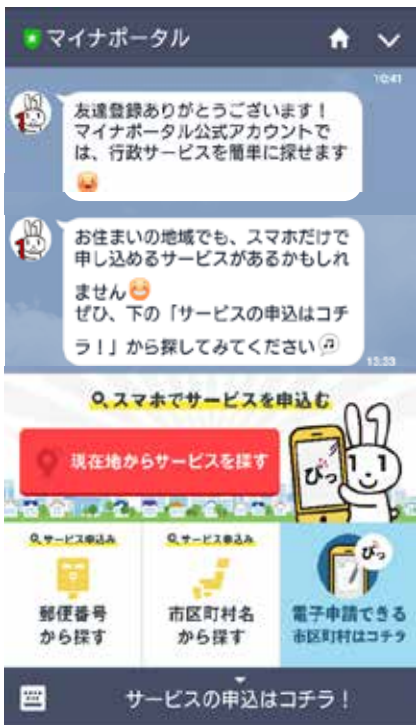 マイナポータル
10:41
友達登録ありがとうございます！
マイナポータル公式アカウントで
は、行政サービスを簡単に探せます
お住まいの地域でも、スマホだけで
申し込めるサービスがあるかもしれ
ません
ぜひ、下の「サービスの申込はコチ
ラ！」から探してみてください
13:33
スマホでサービスを申込む
現在地からサービスを探す
ぴっ
サービス申込み
郵便番号
から探す
サービス申込み
市区町村名
から探す
ぴっ
電子申請できる
市区町村はコチラ
サービスの申込はコチラ！